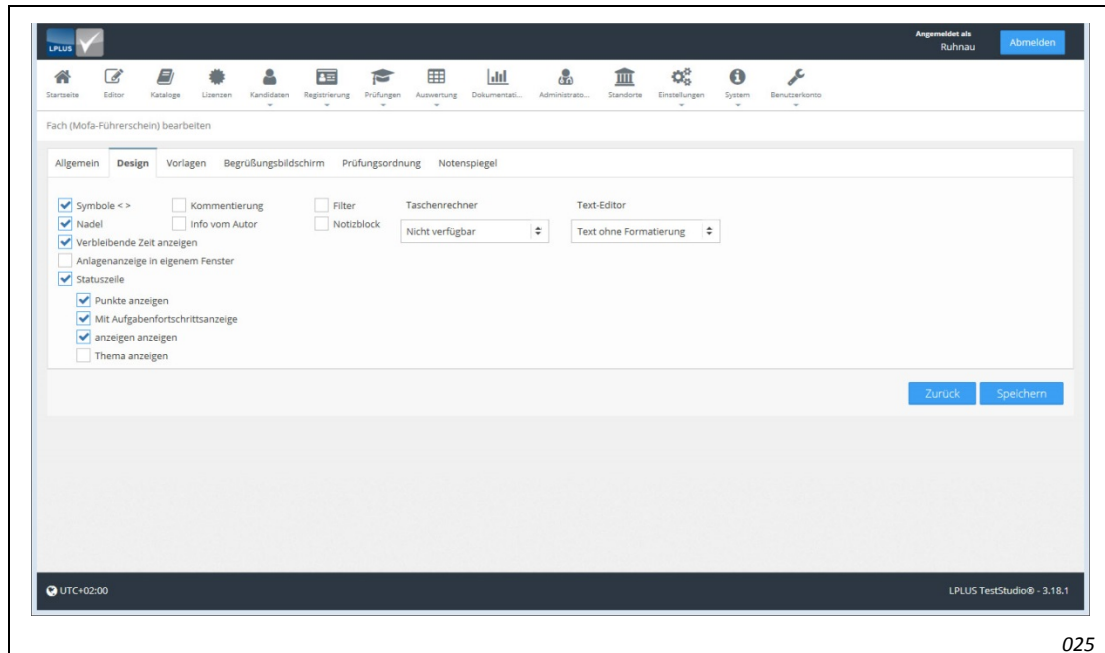 LPLUS
Angemeldet als
Ruhnau
Abmelden
Startseite Editor Kataloge Lizenzen Kandidaten Registrierung Prüfungen Auswertung Dokumentati... Administrato... Standorte Einstellungen System Benutzerkonto
Fach (Mofa-Führerschein) bearbeiten
Allgemein Design Vorlagen Begrüßungsbildschirm Prüfungsordnung Notenspiegel
Symbole < > Kommentierung Filter Taschenrechner Text-Editor
Nadel Info vom Autor Notizblock Nicht verfügbar Text ohne Formatierung
Verbleibende Zeit anzeigen
Anlagenanzeige in eigenem Fenster
Statuszeile
Punkte anzeigen
Mit Aufgabenfortschrittsanzeige
anzeigen anzeigen
Thema anzeigen
Zurück Speichern
UTC+02:00 LPLUS TestStudio® - 3.18.1
025